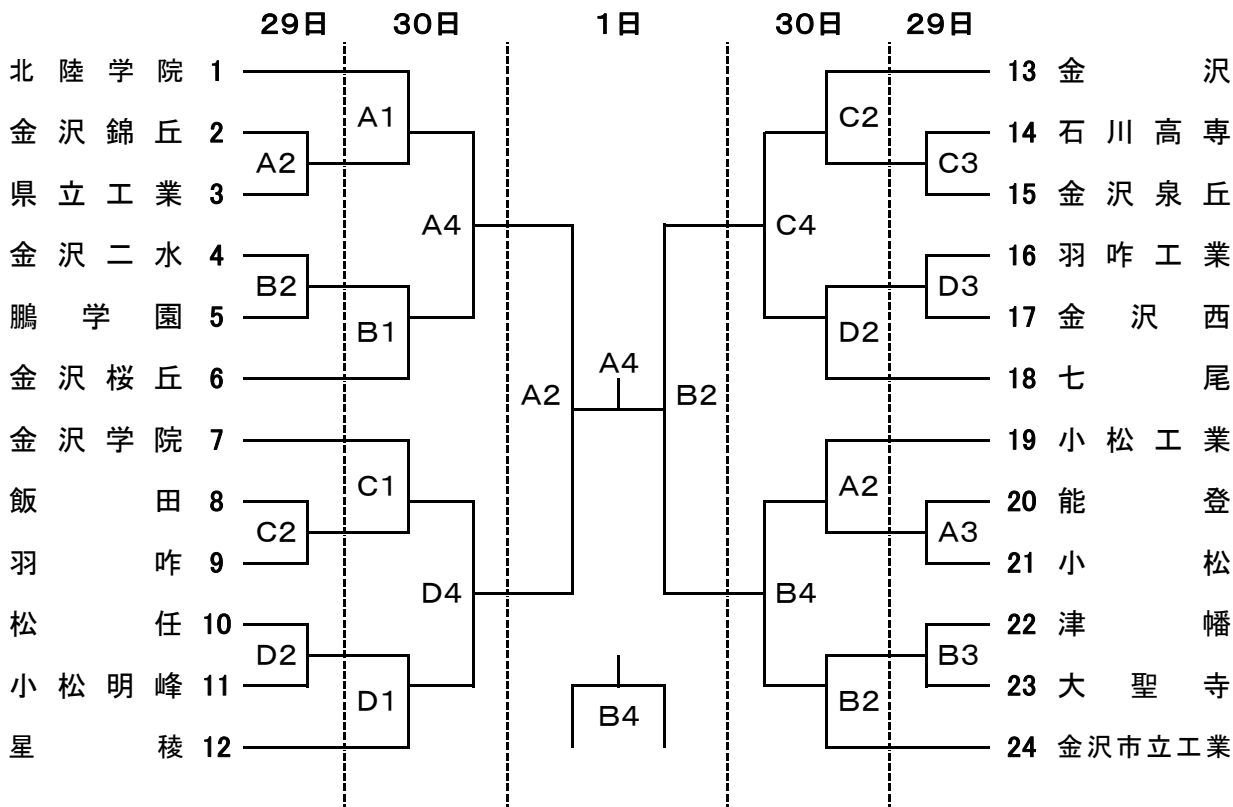 29日 30日 1日 30日 29日
北陸学院 1
13 金沢
A1
C2
金沢錦丘 2
14 石川高専
A2
C3
県立工業 3
15 金沢泉丘
A4
C4
金沢二水 4
16 羽咋工業
B2
D3
鵬学園 5
17 金沢西
B1
D2
A4
金沢桜丘 6
18 七尾
A2
B2
金沢学院 7
19 小松工業
C1
A2
飯田 8
20 能登
C2
A3
羽咋 9
21 小松
D4
B4
松任 10
22 津幡
D2
B3
小松明峰 11
23 大聖寺
D1
B4
B2
星稜 12
24 金沢市立工業